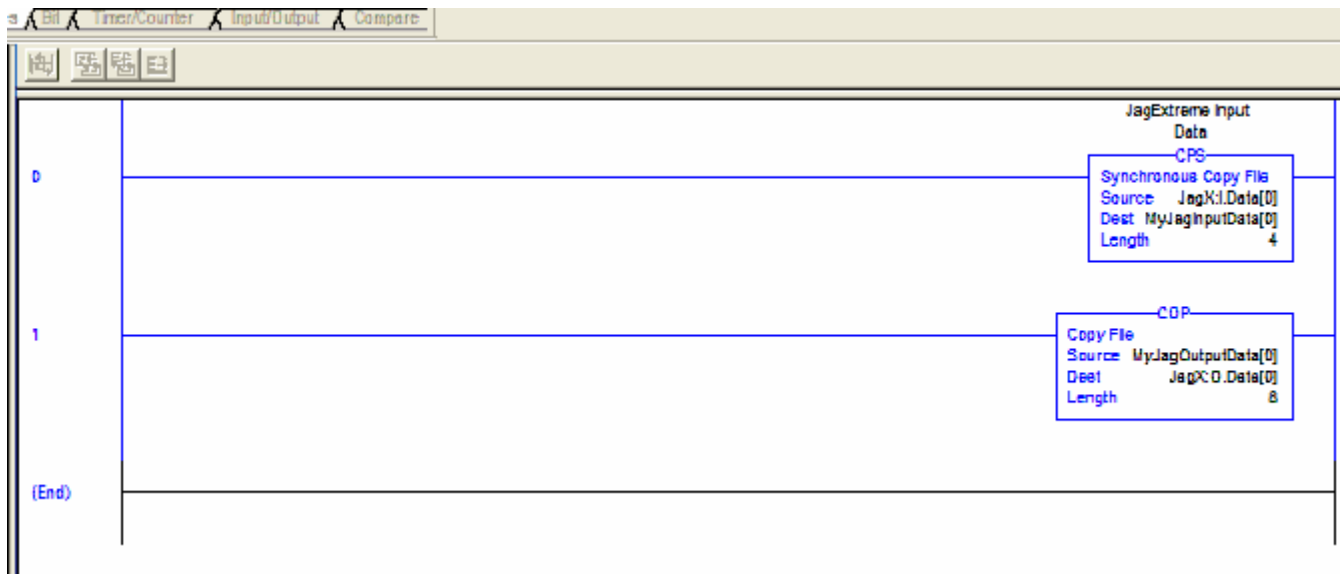 Bit Timer/Counter Input/Output Compare
JagExtreme Input
Data
CPS
0
Synchronous Copy File
Source JagX:I.Data[0]
Dest MyJagInputData[0]
Length 4
COP
1
Copy File
Source MyJagOutputData[0]
Dest JagX:O.Data[0]
Length
(End)